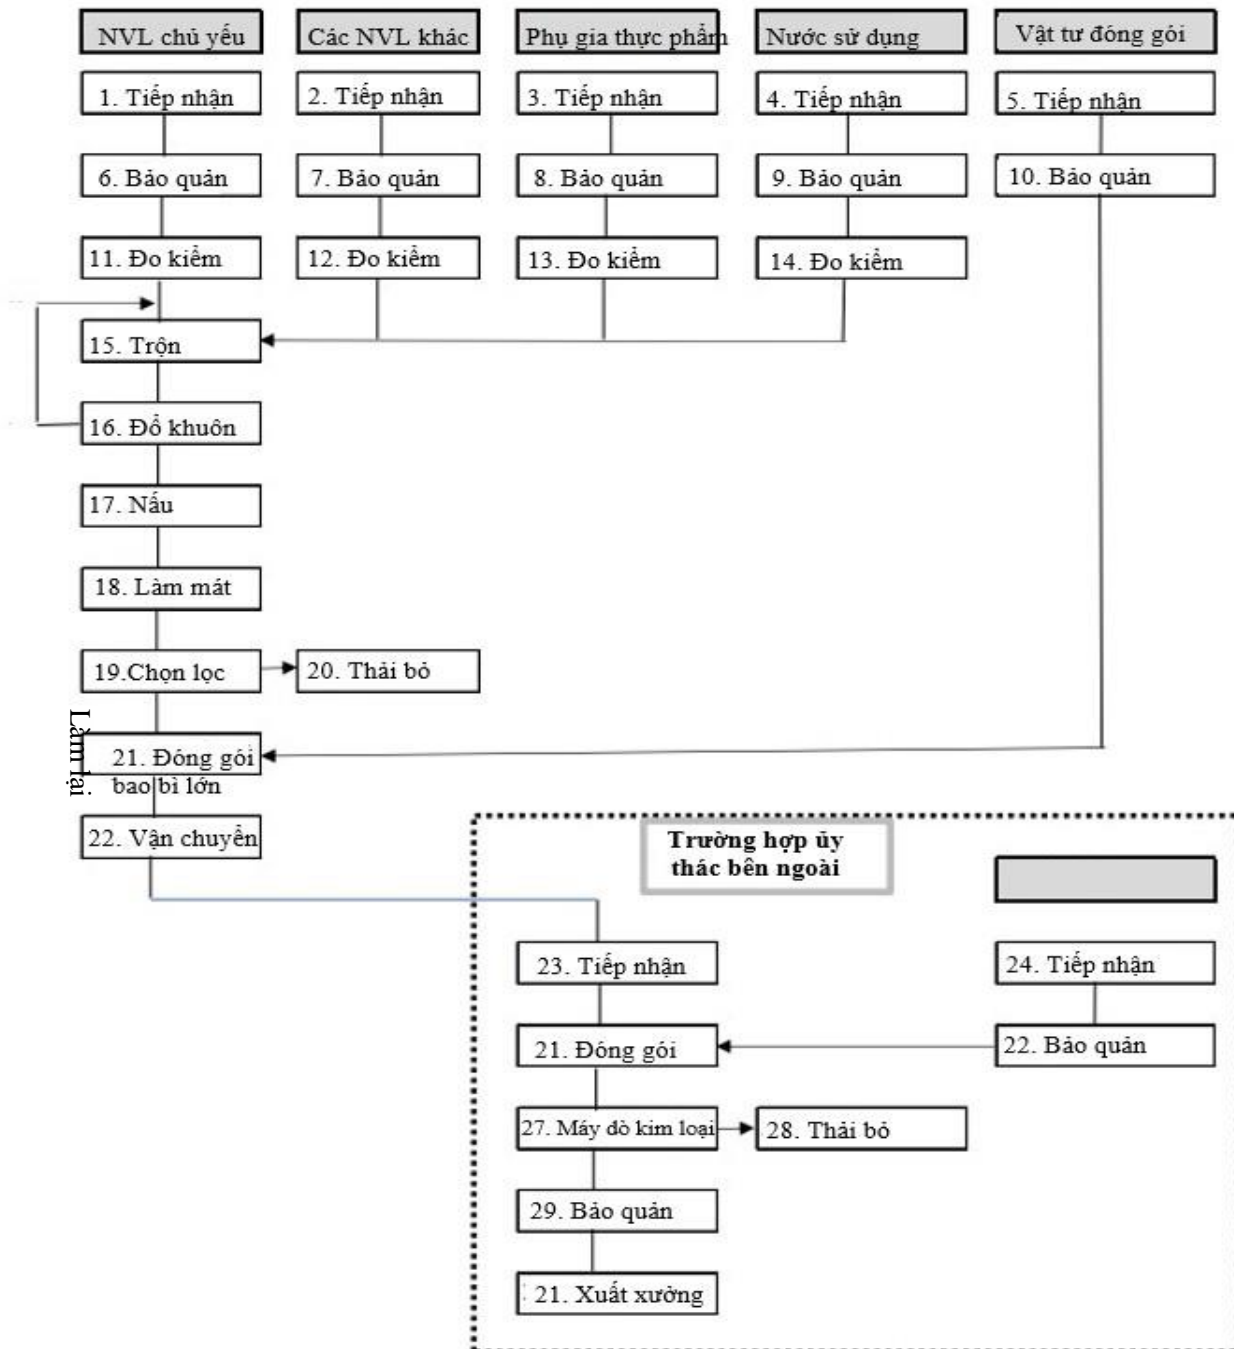 NVL chủ yếu
Các NVL khác
Phụ gia thực phẩm
Nước sử dụng
Vật tư đóng gói
1. Tiếp nhận
2. Tiếp nhận
3. Tiếp nhận
4. Tiếp nhận
5. Tiếp nhận
6. Bảo quản
7. Bảo quản
8. Bảo quản
9. Bảo quản
10. Bảo quản
11. Đo kiểm
12. Đo kiểm
13. Đo kiểm
14. Đo kiểm
15. Trộn
16. Đổ khuôn
17. Nấu
18. Làm mát
19.Chọn lọc
20. Thải bỏ
Làm lại
21. Đóng gói
bao bì lớn
22. Vận chuyển
Trường hợp ủy
thác bên ngoài
23. Tiếp nhận
24. Tiếp nhận
21. Đóng gói
22. Bảo quản
27. Máy dò kim loại
28. Thải bỏ
29. Bảo quản
21. Xuất xưởng